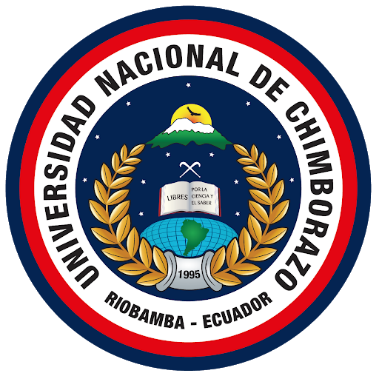 UNIVERSIDAD NACIONAL DE CHIMBORAZO
LIBRES
POR LA
CIENCIA Y
EL SABER
1995
RIOBAMBA - ECUADOR